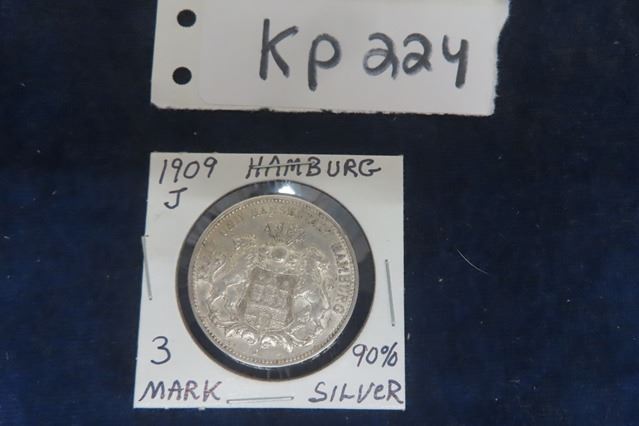 Kp 224
1909 HAMBURG
J
FREIE UND HANSESTADT HAMBURG
3 90%
MARK SILVER